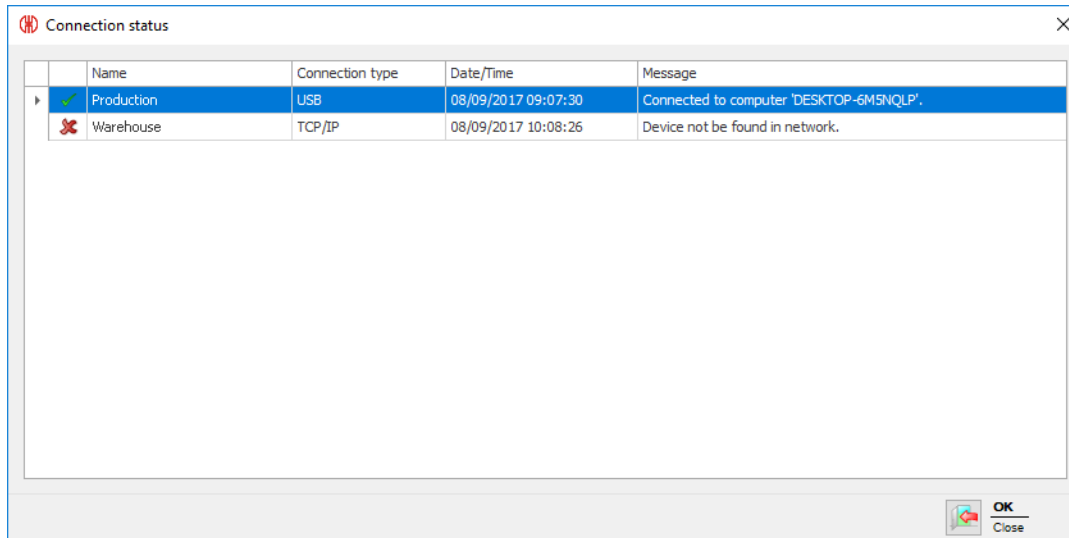 Connection status
Name Connection type Date/Time Message
Production USB 08/09/2017 09:07:30 Connected to computer 'DESKTOP-6M5NQLP'.
Warehouse TCP/IP 08/09/2017 10:08:26 Device not be found in network.
OK
Close